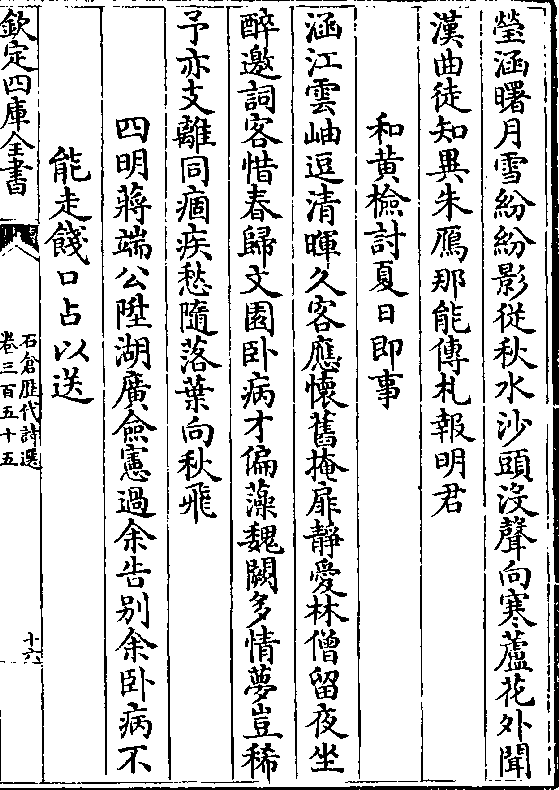 瑩涵曙月雪紛紛影從秋水沙頭沒聲向寒蘆花外聞
漢曲徒知異朱鴈那能傳札報明君
和黃檢討夏日即事
涵江雲岫逗清暉久客應懷舊掩扉靜愛林僧留夜坐
醉邀詞客惜春歸文園卧病才偏藻魏闕多情夢豈稀
予亦支離同痼疾愁隨落葉向秋飛
四明蔣端公陞湖廣僉憲過余告别余卧病不
能走餞口占以送
欽定四庫全書
石倉歷代詩選
卷三百五十五
十六